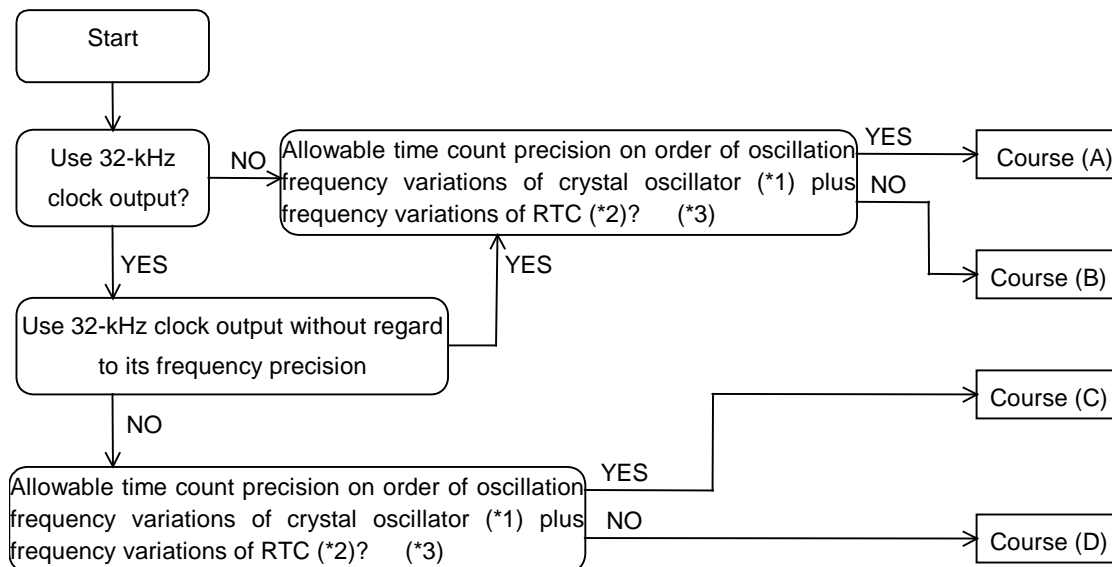 Start
Use 32-kHz
clock output?
NO
Allowable time count precision on order of oscillation
frequency variations of crystal oscillator (*1) plus
frequency variations of RTC (*2)? (*3)
YES
Course (A)
NO
Course (B)
YES
YES
Use 32-kHz clock output without regard
to its frequency precision
NO
Course (C)
Allowable time count precision on order of oscillation
frequency variations of crystal oscillator (*1) plus
frequency variations of RTC (*2)? (*3)
YES
NO
Course (D)